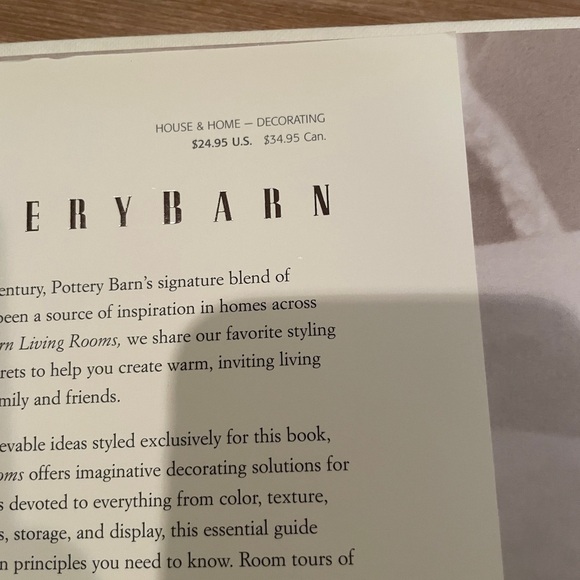 HOUSE & HOME — DECORATING
$24.95 U.S. $34.95 Can.
ERYBARN
entury, Pottery Barn's signature blend of
been a source of inspiration in homes across
rn Living Rooms, we share our favorite styling
rets to help you create warm, inviting living
mily and friends.
evable ideas styled exclusively for this book,
oms offers imaginative decorating solutions for
s devoted to everything from color, texture,
s, storage, and display, this essential guide
n principles you need to know. Room tours of